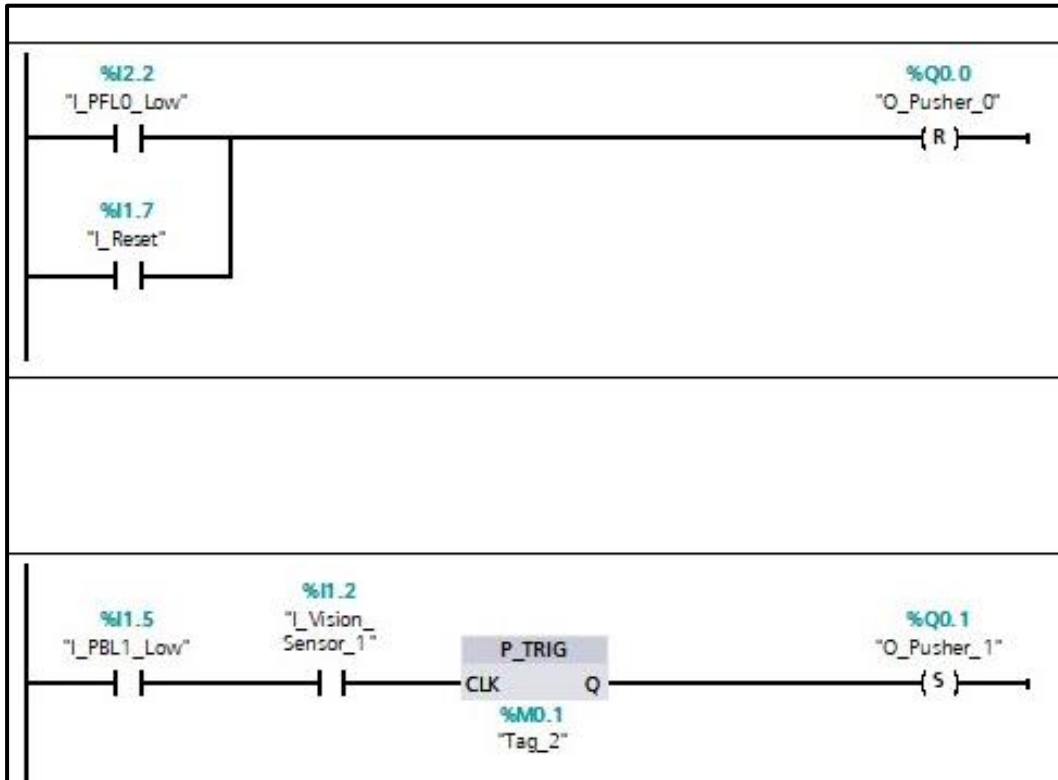 %I2.2
"I_PFL0_Low"
%Q0.0
"O_Pusher_0"
R
%I1.7
"I_Reset"
%I1.5
"I_PBL1_Low"
%I1.2
"I_Vision_
Sensor_1"
P_TRIG
CLK Q
%M0.1
"Tag_2"
%Q0.1
"O_Pusher_1"
S